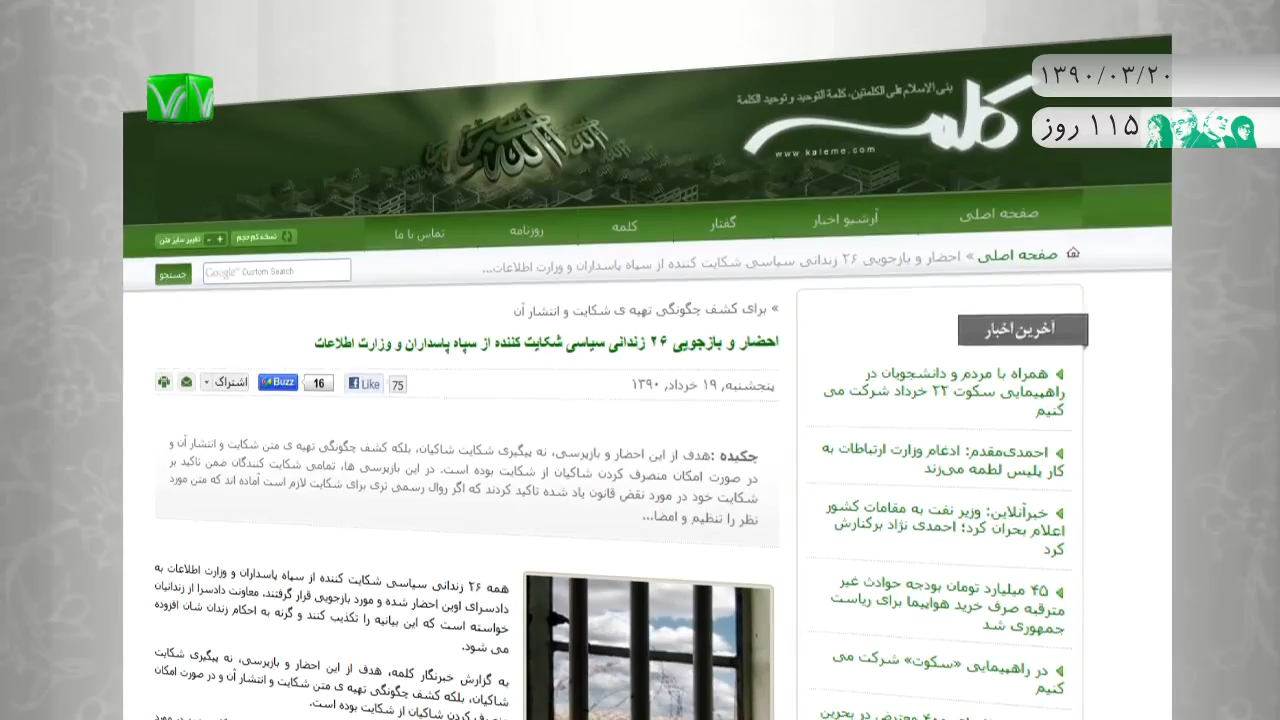 ۱۳۹۰/۰۳/۲۰
۱۱۵ روز
بنی الاسلام علی الکلمتین، کلمة التوحید و توحید الکلمة
کلمه
www.kaleme.com
صفحه اصلی
آرشیو اخبار
گفتار
کلمه
روزنامه
تماس با ما
نسخه کم حجم
+ - تغییر سایز متن
صفحه اصلی » احضار و بازجویی ۲۶ زندانی سیاسی شکایت کننده از سپاه پاسداران و وزارت اطلاعات...
Google™ Custom Search
جستجو
» برای کشف چگونگی تهیه ی شکایت و انتشار آن
احضار و بازجویی ۲۶ زندانی سیاسی شکایت کننده از سپاه پاسداران و وزارت اطلاعات
پنجشنبه, ۱۹ خرداد, ۱۳۹۰
75
Like
16
Buzz
اشتراک
چکیده :هدف از این احضار و بازپرسی، نه پیگیری شکایت شاکیان، بلکه کشف چگونگی تهیه ی متن شکایت و انتشار آن و
در صورت امکان منصرف کردن شاکیان از شکایت بوده است. در این بازپرسی ها، تمامی شکایت کنندگان ضمن تاکید بر
شکایت خود در مورد نقض قانون یاد شده تاکید کردند که اگر روال رسمی تری برای شکایت لازم است آماده اند که متن مورد
نظر را تنظیم و امضا...
همه ۲۶ زندانی سیاسی شکایت کننده از سپاه پاسداران و وزارت اطلاعات به
دادسرای اوین احضار شده و مورد بازجویی قرار گرفتند. معاونت دادسرا از زندانیان
خواسته است که این بیانیه را تکذیب کنند و گرنه به احکام زندان شان افزوده
می شود.
به گزارش خبرنگار کلمه، هدف از این احضار و بازپرسی، نه پیگیری شکایت
شاکیان، بلکه کشف چگونگی تهیه ی متن شکایت و انتشار آن و در صورت امکان
منصرف کردن شاکیان از شکایت بوده است.
آخرین اخبار
همراه با مردم و دانشجویان در
راهپیمایی سکوت ۲۲ خرداد شرکت می
کنیم
احمدی‌مقدم: ادغام وزارت ارتباطات به
کار پلیس لطمه می‌زند
خبرآنلاین: وزیر نفت به مقامات کشور
اعلام بحران کرد؛ احمدی نژاد برکنارش
کرد
۴۵ میلیارد تومان بودجه حوادث غیر
مترقبه صرف خرید هواپیما برای ریاست
جمهوری شد
در راهپیمایی «سکوت» شرکت می
کنیم
۴۰۰ معترض در بحرین